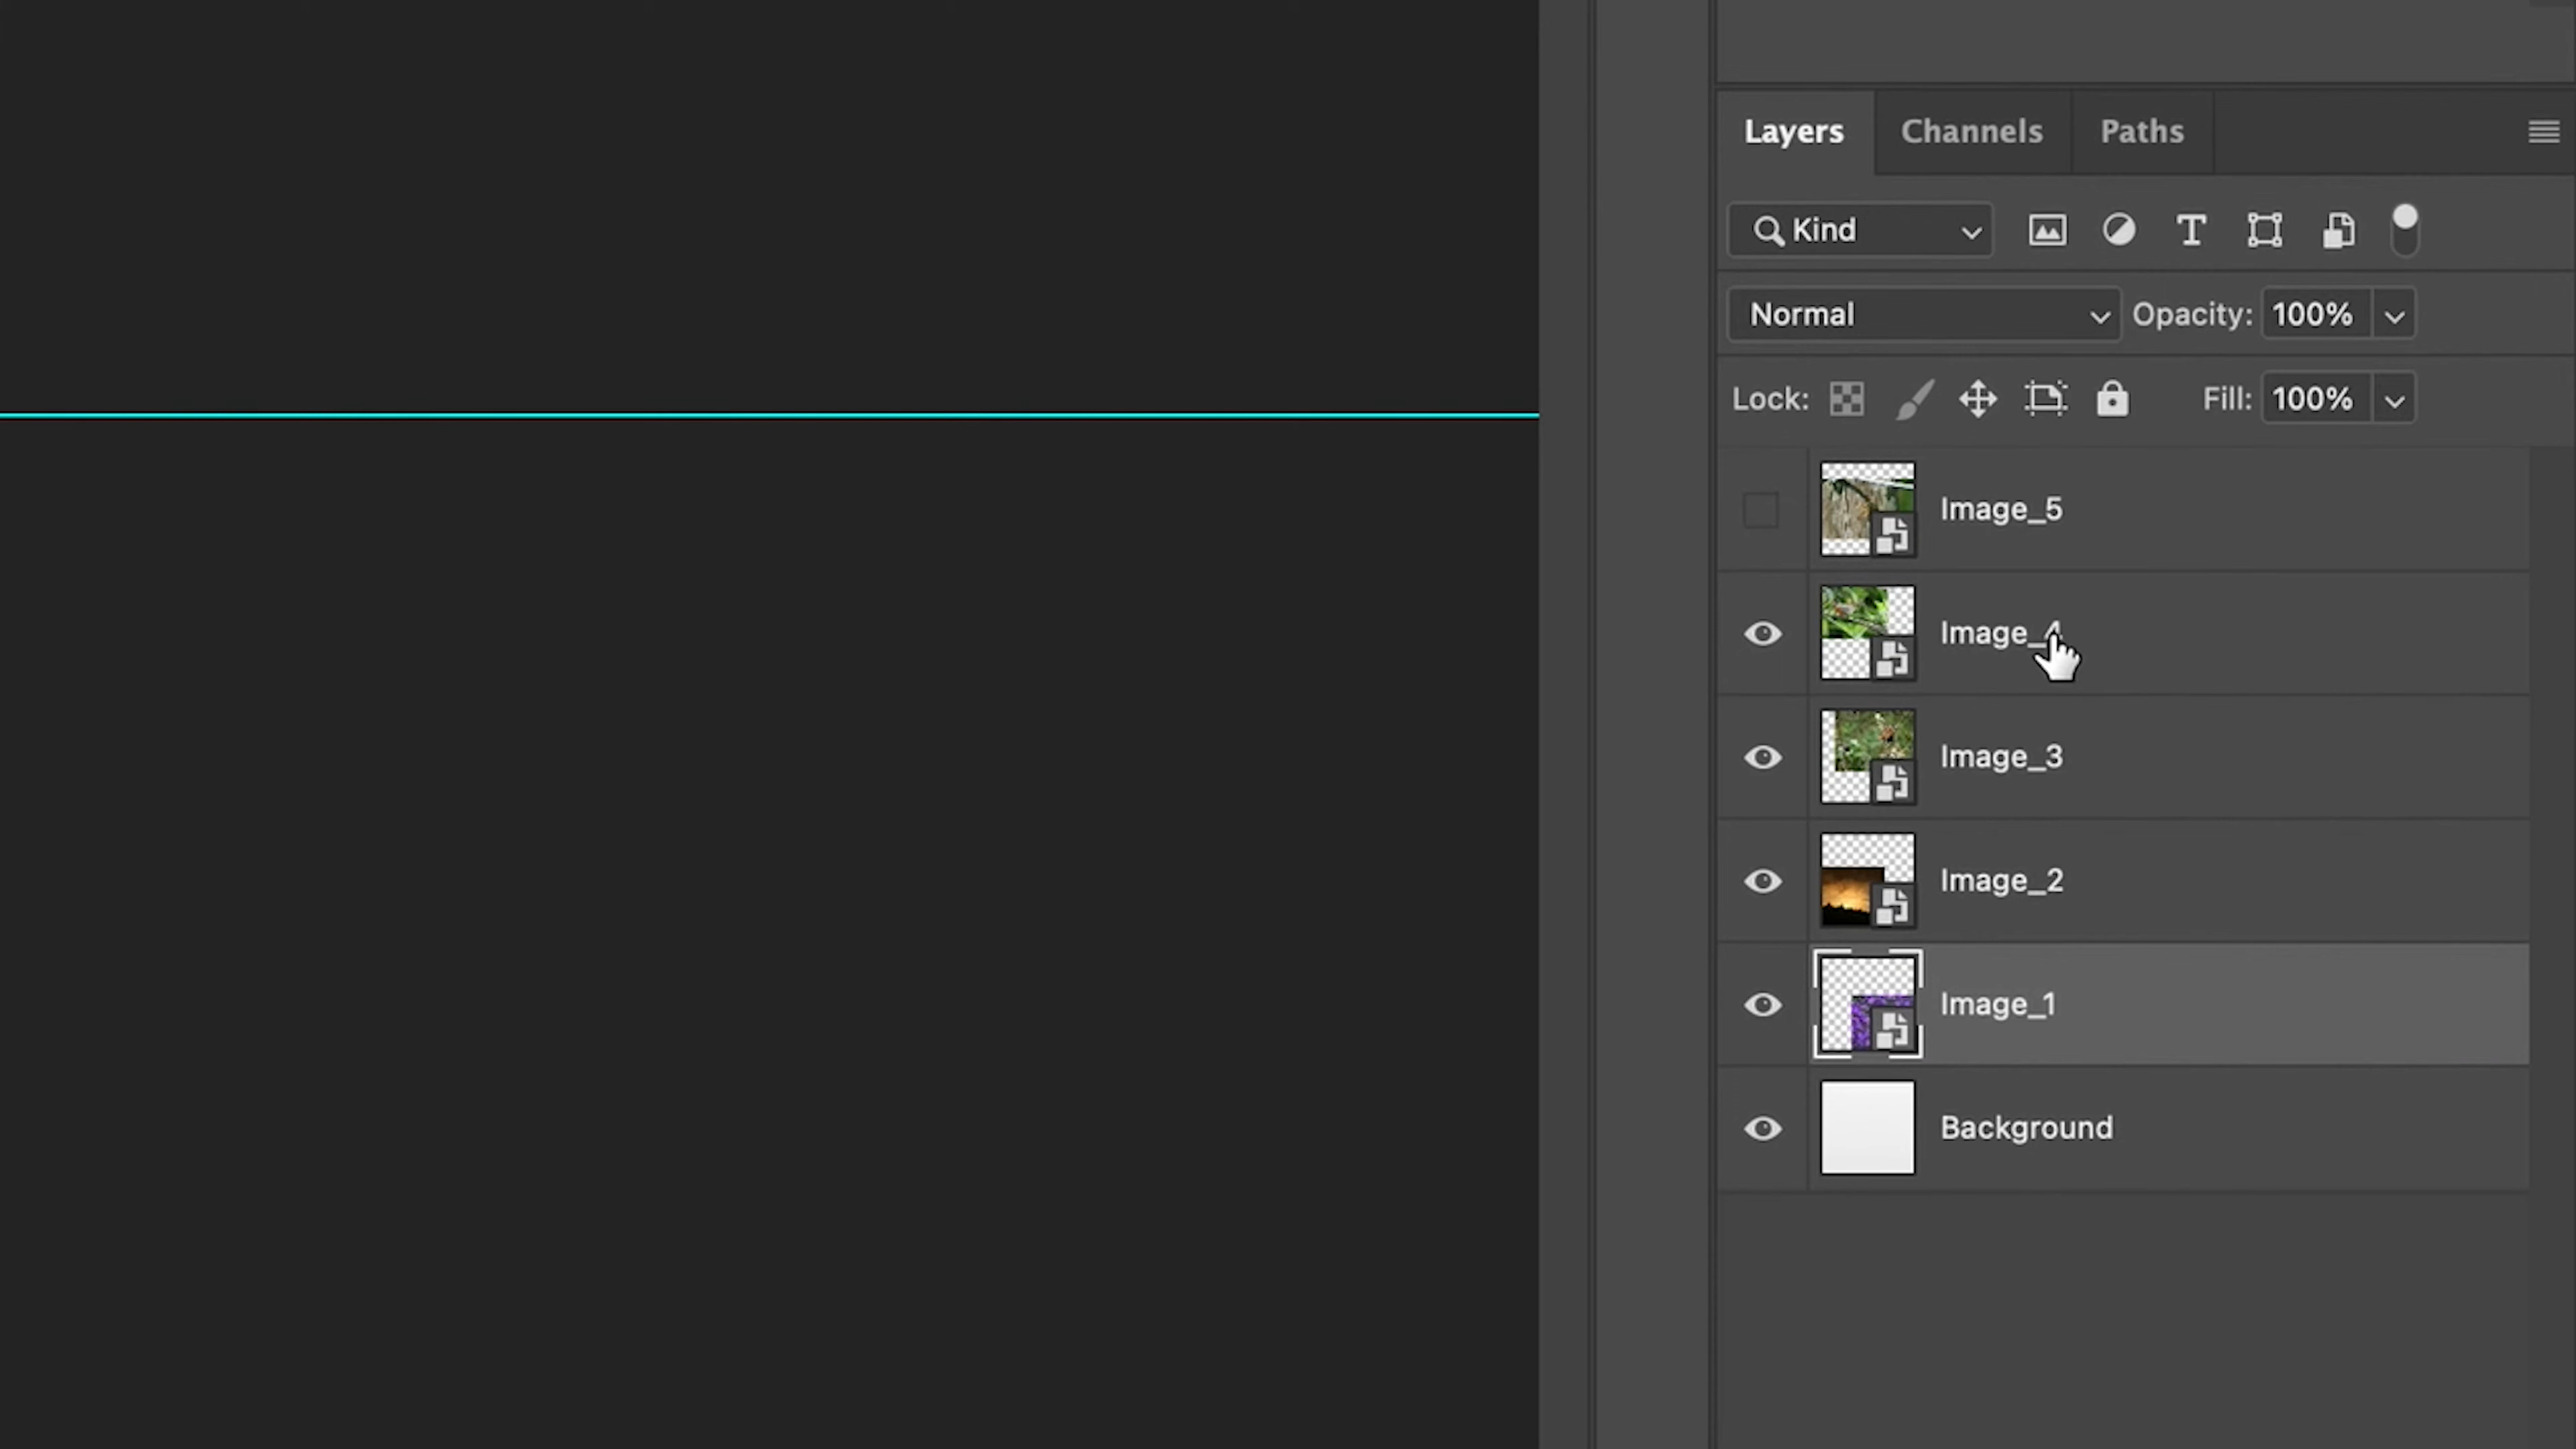 Layers Channels Paths
Kind
Normal Opacity: 100%
Lock: Fill: 100%
Image_5
Image_4
Image_3
Image_2
Image_1
Background